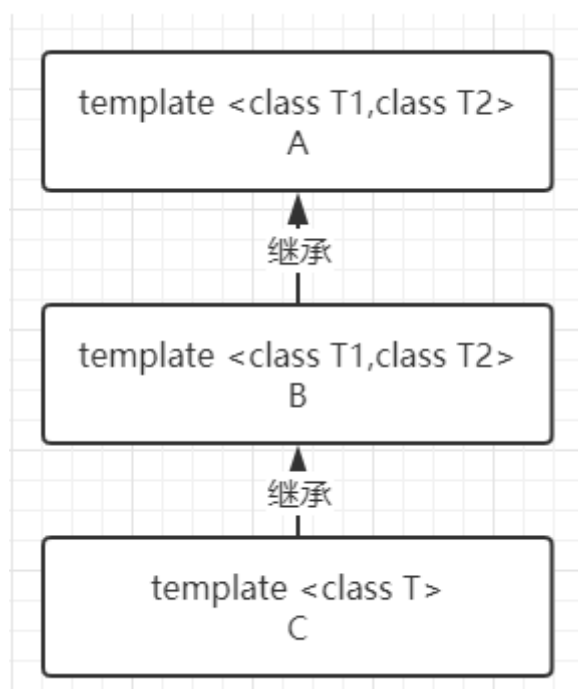 template <class T1,class T2>
A
继承
template <class T1,class T2>
B
继承
template <class T>
C